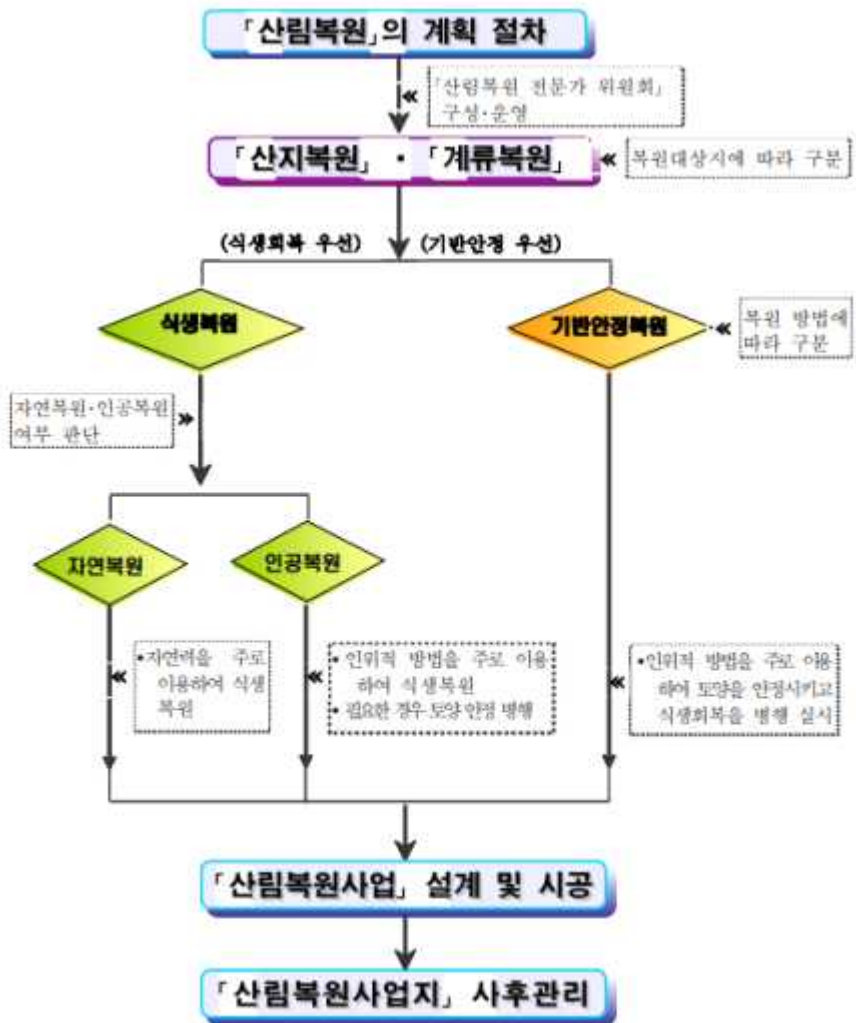 「산림복원」의 계획 절차
「산림복원 전문가 위원회」
구성·운영
「산지복원」·「계류복원」
복원대상지에 따라 구분
(식생회복 우선)
(기반안정 우선)
식생복원
기반안정복원
복원 방법에
따라 구분
자연복원·인공복원
여부 판단
자연복원
인공복원
•자연력을 주로
이용하여 식생
복원
• 인위적 방법을 주로 이용
하여 식생복원
• 필요한 경우 토양 안정 병행
•인위적 방법을 주로 이용
하여 토양을 안정시키고
식생회복을 병행 실시
「산림복원사업」 설계 및 시공
「산림복원사업지」 사후관리